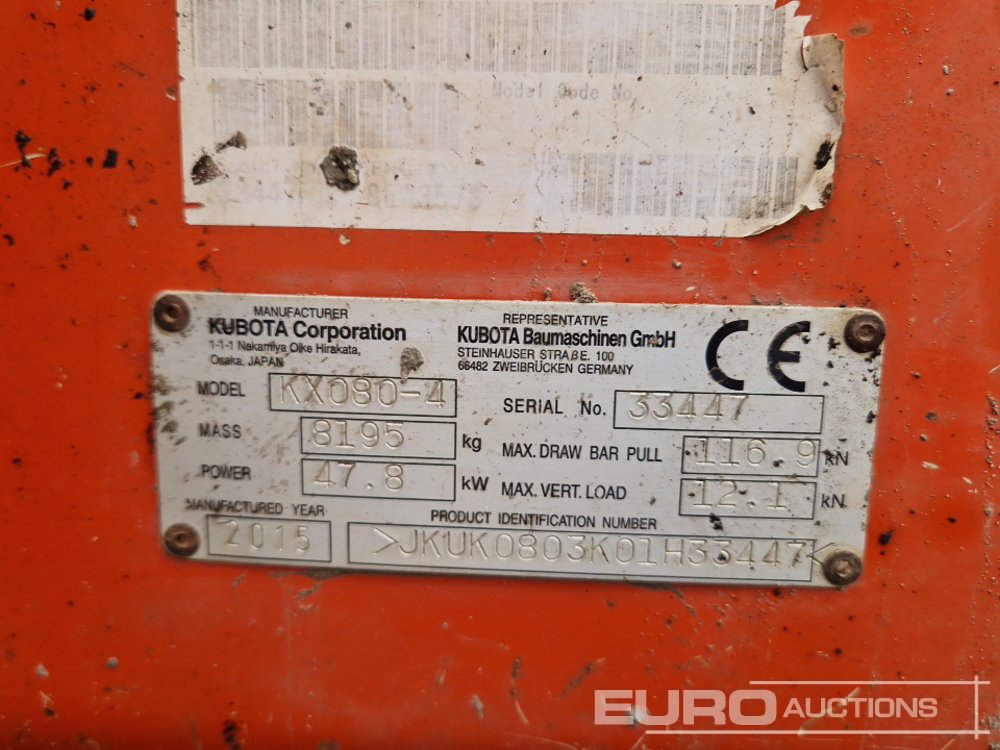 Model Code No.
MANUFACTURER
KUBOTA Corporation
1-1-1 Nakamiya Oike Hirakata,
Osaka, JAPAN
REPRESENTATIVE
KUBOTA Baumaschinen GmbH
STEINHAUSER STRAßE. 100
66482 ZWEIBRÜCKEN GERMANY
CE
MODEL KX080-4
SERIAL No. 33447
MASS 8195 kg
MAX. DRAW BAR PULL 116.9 kN
POWER 47.8 kW
MAX. VERT. LOAD 12.1 kN
MANUFACTURED YEAR
2015
PRODUCT IDENTIFICATION NUMBER
>JKUK0803K01H33447<
EURO AUCTIONS